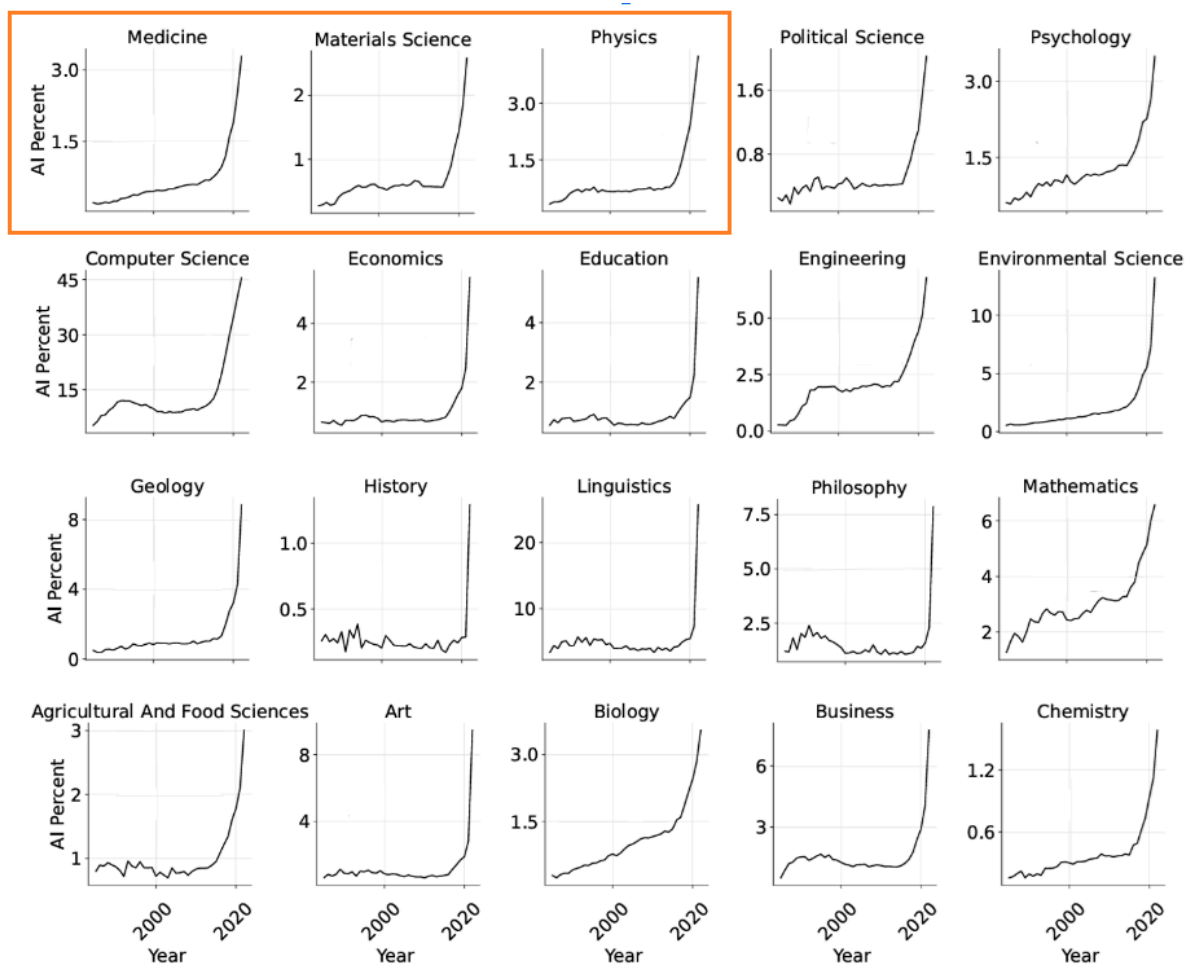 Medicine
Materials Science
Physics
Political Science
Psychology
AI Percent
3.0
1.5
2
1
3.0
1.5
1.6
0.8
3.0
1.5
Computer Science
Economics
Education
Engineering
Environmental Science
AI Percent
45
30
15
4
2
4
2
5.0
2.5
0.0
10
5
0
Geology
History
Linguistics
Philosophy
Mathematics
AI Percent
8
4
0
1.0
0.5
20
10
7.5
5.0
2.5
6
4
2
Agricultural And Food Sciences
Art
Biology
Business
Chemistry
AI Percent
3
2
1
8
4
3.0
1.5
6
3
1.2
0.6
2000
2020
2000
2020
2000
2020
2000
2020
2000
2020
Year
Year
Year
Year
Year